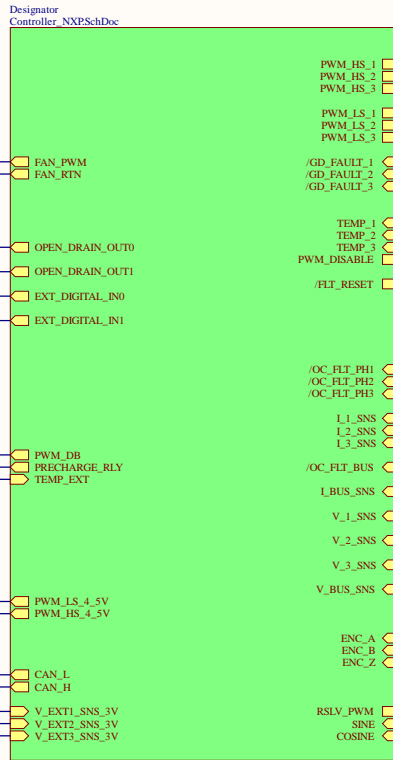 Designator
Controller_NXP.SchDoc
PWM_HS_1
PWM_HS_2
PWM_HS_3
PWM_LS_1
PWM_LS_2
PWM_LS_3
FAN_PWM
/GD_FAULT_1
FAN_RTN
/GD_FAULT_2
/GD_FAULT_3
TEMP_1
TEMP_2
OPEN_DRAIN_OUT0
TEMP_3
PWM_DISABLE
OPEN_DRAIN_OUT1
/FLT_RESET
EXT_DIGITAL_IN0
EXT_DIGITAL_IN1
/OC_FLT_PH1
/OC_FLT_PH2
/OC_FLT_PH3
I_1_SNS
I_2_SNS
I_3_SNS
PWM_DB
PRECHARGE_RLY
/OC_FLT_BUS
TEMP_EXT
I_BUS_SNS
V_1_SNS
V_2_SNS
V_3_SNS
V_BUS_SNS
PWM_LS_4_5V
PWM_HS_4_5V
ENC_A
ENC_B
ENC_Z
CAN_L
CAN_H
V_EXT1_SNS_3V
RSLV_PWM
V_EXT2_SNS_3V
SINE
V_EXT3_SNS_3V
COSINE